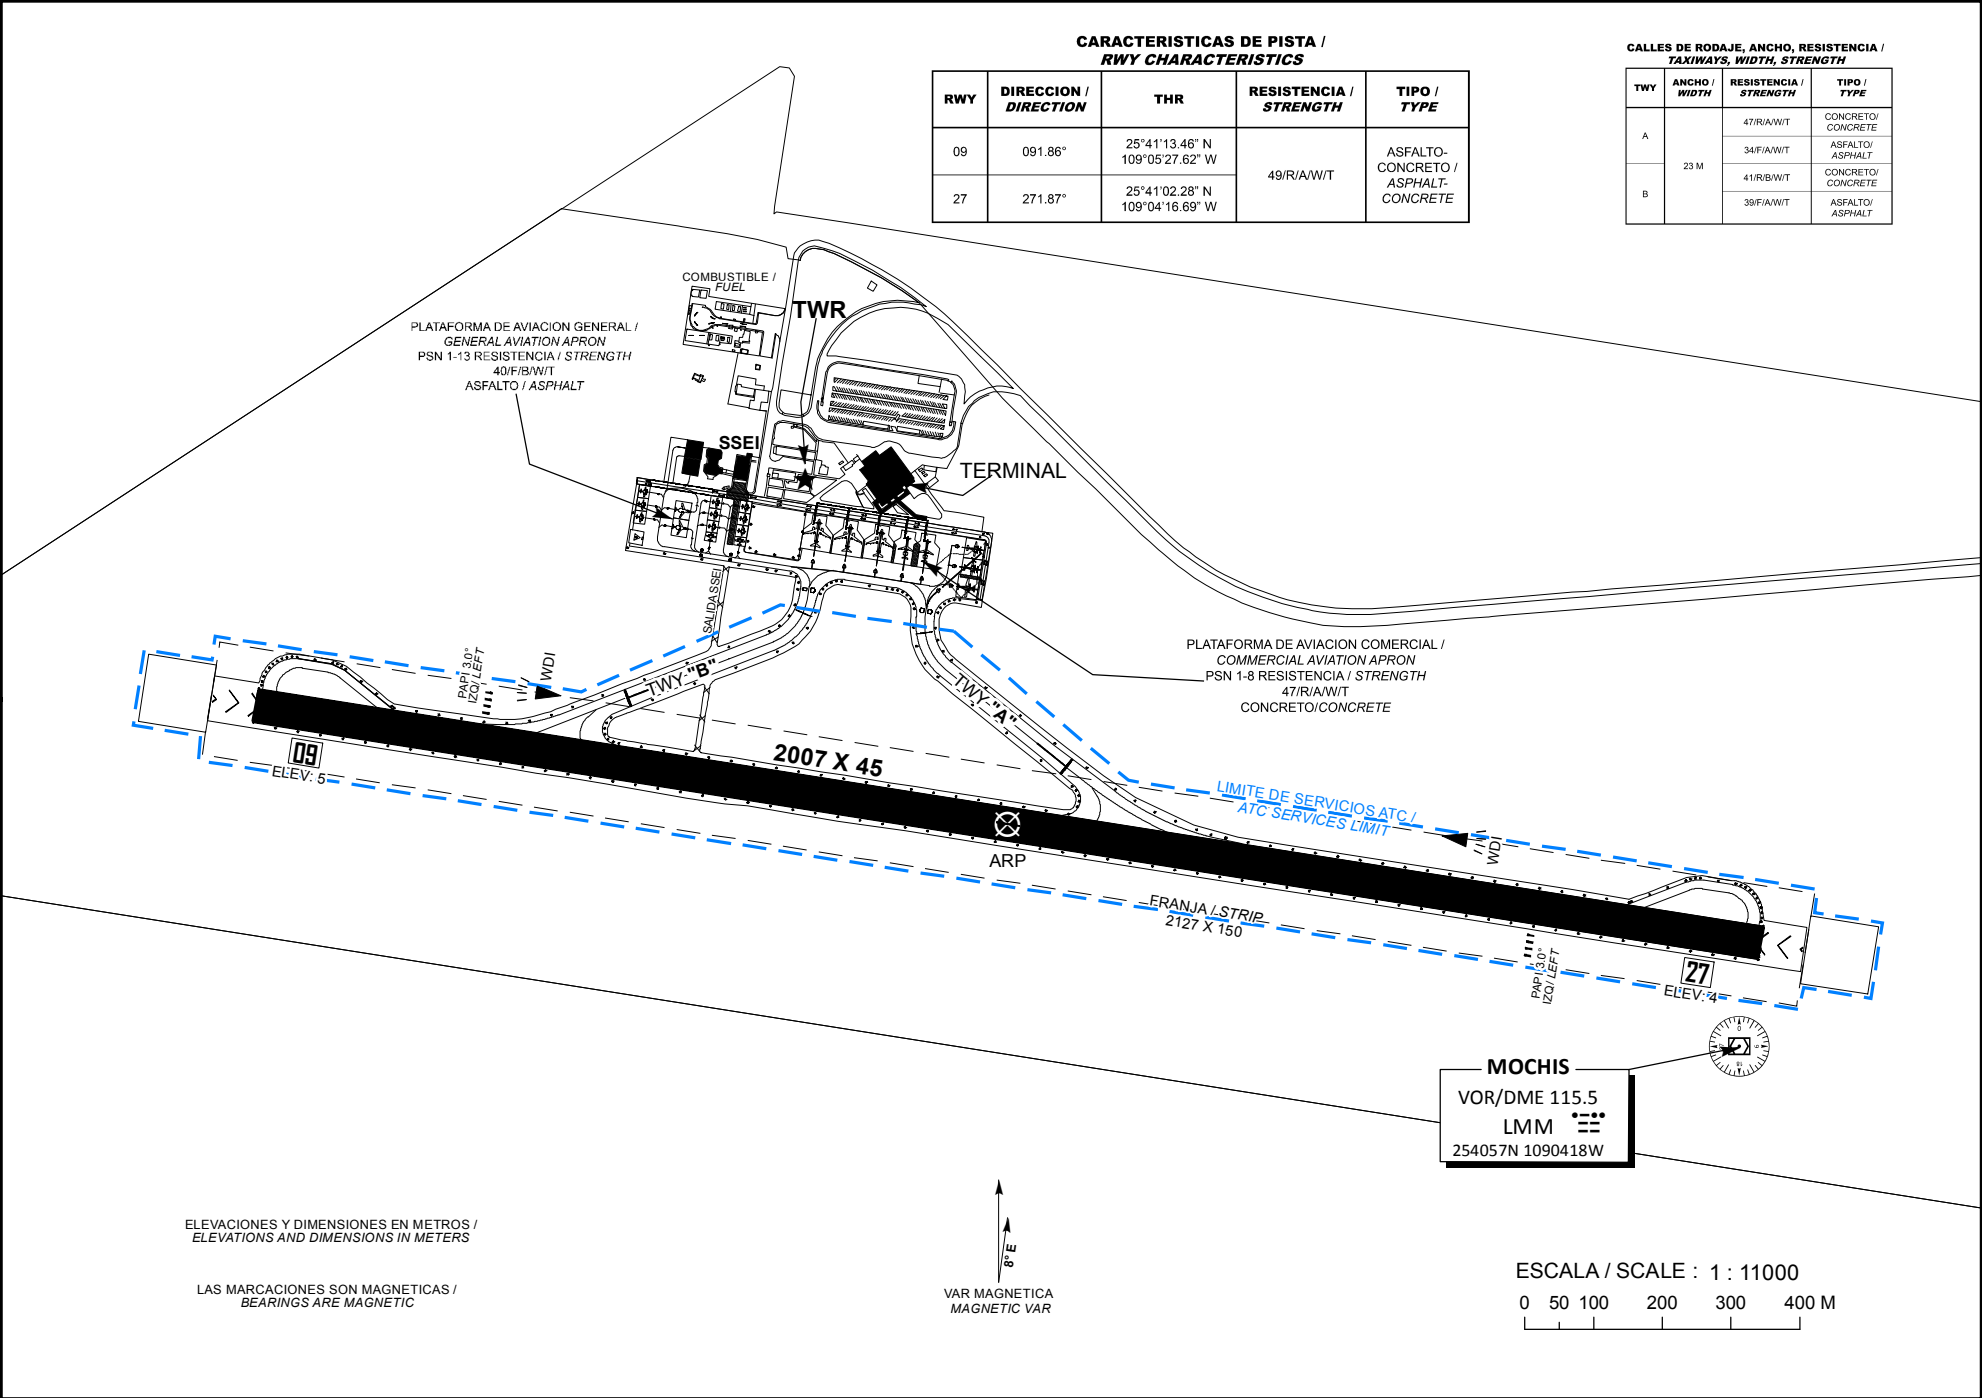 CARACTERISTICAS DE PISTA /
RWY CHARACTERISTICS
RWY
DIRECCION /
DIRECTION
THR
RESISTENCIA /
STRENGTH
TIPO /
TYPE
09
091.86°
25°41'13.46" N
109°05'27.62" W
27
271.87°
25°41'02.28" N
109°04'16.69" W
49/R/A/W/T
ASFALTO-
CONCRETO /
ASPHALT-
CONCRETE
CALLES DE RODAJE, ANCHO, RESISTENCIA /
TAXIWAYS, WIDTH, STRENGTH
TWY
ANCHO /
WIDTH
RESISTENCIA /
STRENGTH
TIPO /
TYPE
A
23 M
47/R/A/W/T
CONCRETO/
CONCRETE
34/F/A/W/T
ASFALTO/
ASPHALT
B
41/R/B/W/T
CONCRETO/
CONCRETE
39/F/A/W/T
ASFALTO/
ASPHALT
COMBUSTIBLE /
FUEL
TWR
PLATAFORMA DE AVIACION GENERAL /
GENERAL AVIATION APRON
PSN 1-13 RESISTENCIA / STRENGTH
40/F/B/W/T
ASFALTO / ASPHALT
SSEI
TERMINAL
SALIDA SSEI
PLATAFORMA DE AVIACION COMERCIAL /
COMMERCIAL AVIATION APRON
PSN 1-8 RESISTENCIA / STRENGTH
47/R/A/W/T
CONCRETO/CONCRETE
PAPI 3.0°
IZQ/ LEFT
WDI
TWY "B"
TWY "A"
09
ELEV: 5
2007 X 45
LIMITE DE SERVICIOS ATC /
ATC SERVICES LIMIT
WDI
ARP
FRANJA / STRIP
2127 X 150
PAPI 3.0°
IZQ/ LEFT
27
ELEV: 4
MOCHIS
VOR/DME 115.5
LMM
254057N 1090418W
ELEVACIONES Y DIMENSIONES EN METROS /
ELEVATIONS AND DIMENSIONS IN METERS
LAS MARCACIONES SON MAGNETICAS /
BEARINGS ARE MAGNETIC
8° E
VAR MAGNETICA
MAGNETIC VAR
ESCALA / SCALE : 1 : 11000
0 50 100 200 300 400 M